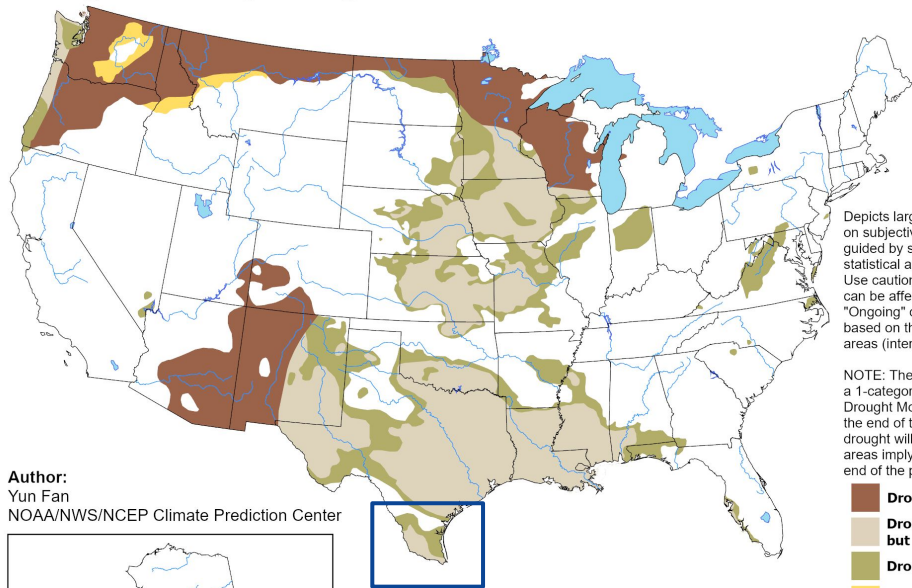 Depicts larg
on subjectiv
guided by s
statistical a
Use caution
can be affe
"Ongoing" d
based on th
areas (inter
NOTE: The
a 1-categor
Drought Mo
the end of t
drought will
areas imply
end of the p
Author:
Yun Fan
NOAA/NWS/NCEP Climate Prediction Center
Dro
Dro
but
Dro